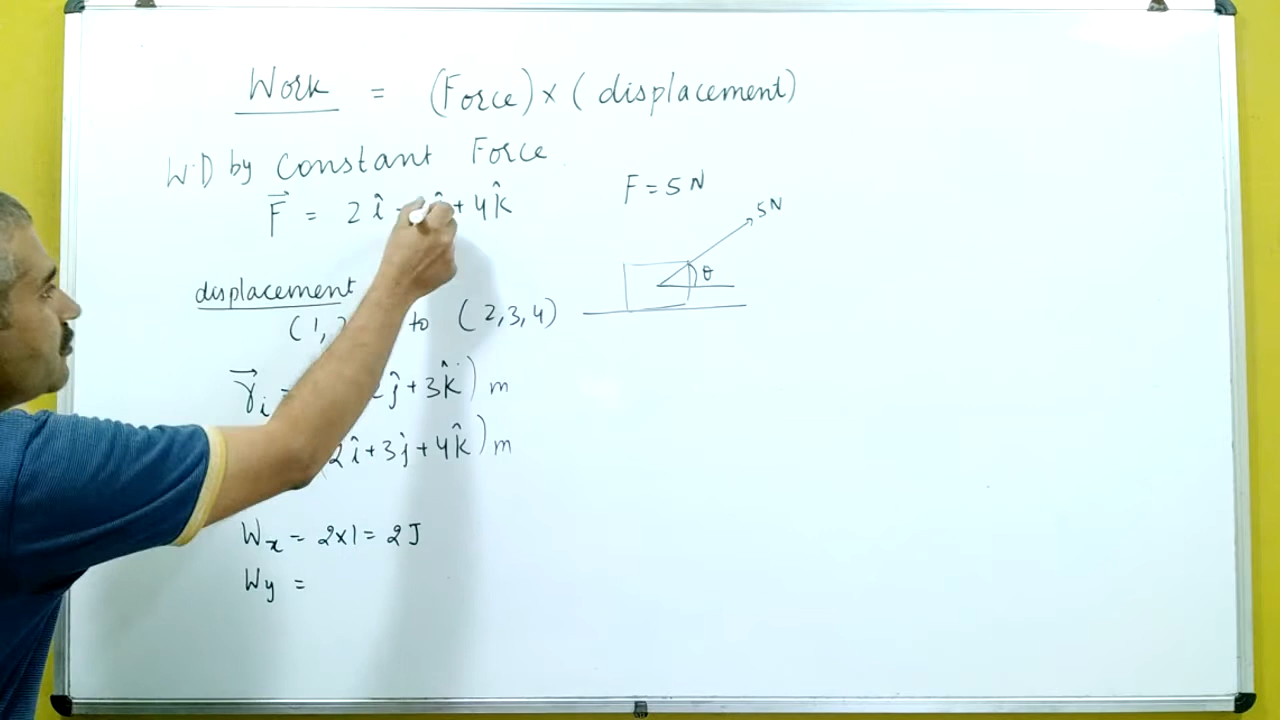 Work = (Force) × (displacement)
W.D by Constant Force
F = 5 N
5N
θ
F⃗ = 2î + 4k̂
displacement
(1, to (2,3,4)
r⃗i = ĵ + 3k̂) m
2î + 3ĵ + 4k̂) m
Wx = 2×1 = 2 J
Wy =